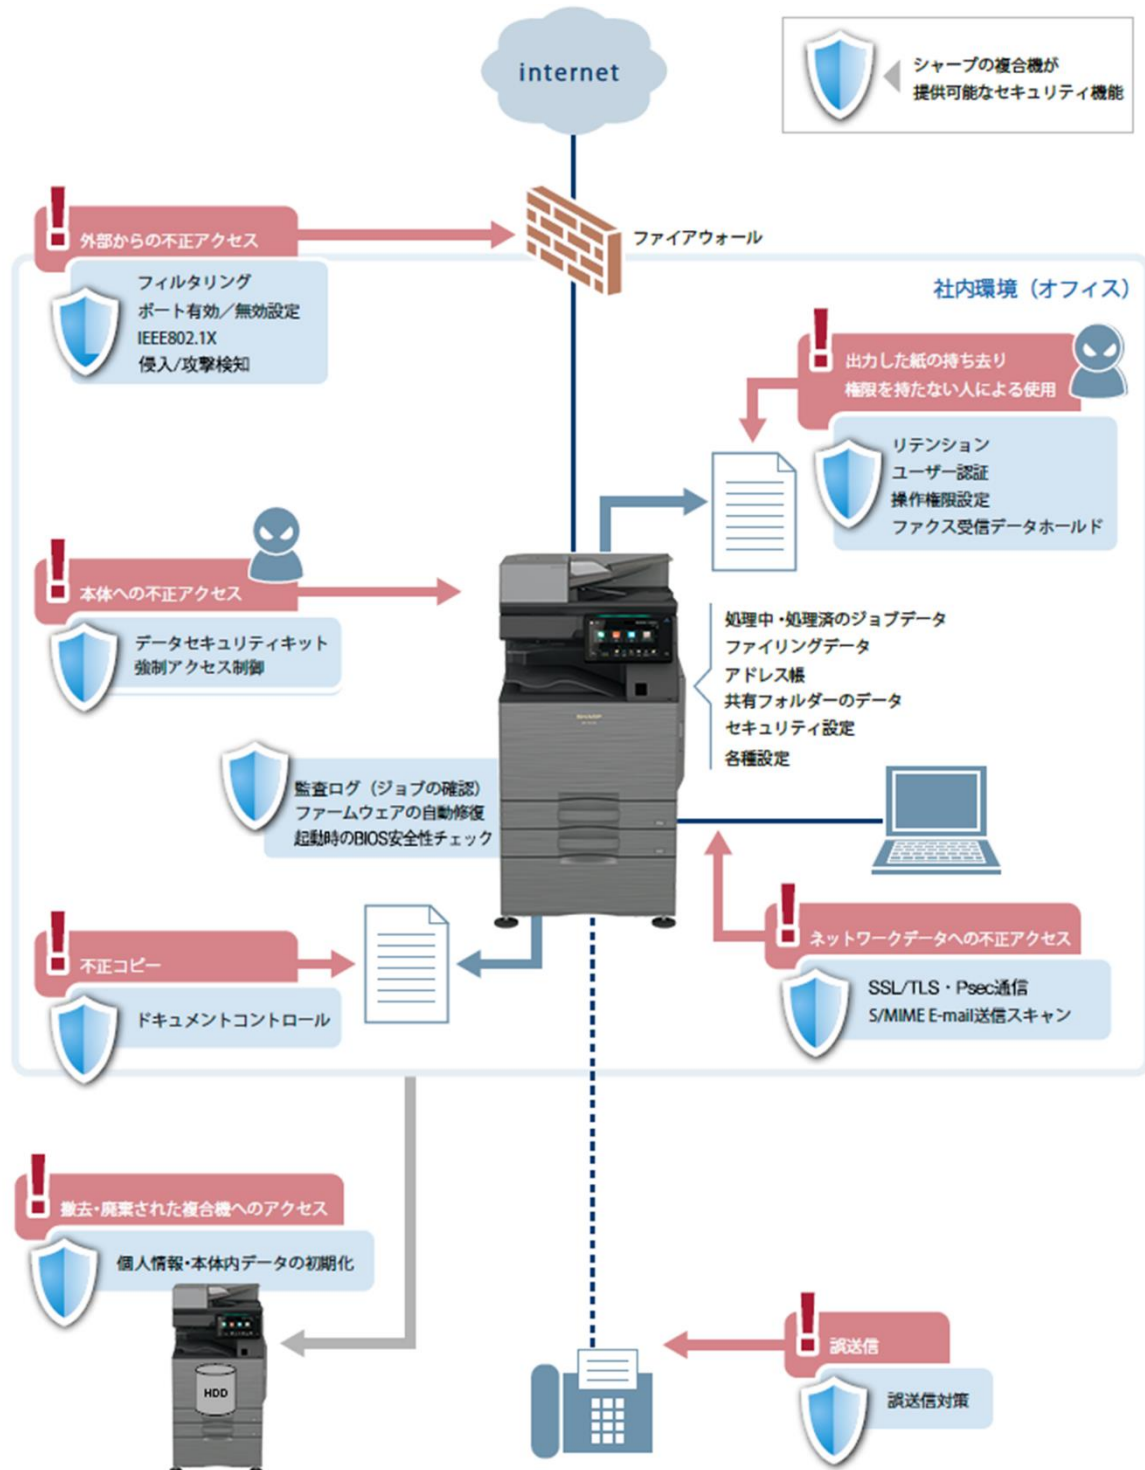 internet
シャープの複合機が
提供可能なセキュリティ機能
外部からの不正アクセス
ファイアウォール
フィルタリング
ポート有効／無効設定
IEEE802.1X
侵入/攻撃検知
社内環境（オフィス）
出力した紙の持ち去り
権限を持たない人による使用
リテンション
ユーザー認証
操作権限設定
ファクス受信データホールド
本体への不正アクセス
データセキュリティキット
強制アクセス制御
処理中・処理済のジョブデータ
ファイリングデータ
アドレス帳
共有フォルダーのデータ
セキュリティ設定
各種設定
SHARP
監査ログ（ジョブの確認）
ファームウェアの自動修復
起動時のBIOS安全性チェック
ネットワークデータへの不正アクセス
SSL/TLS・Psec通信
S/MIME E-mail送信スキャン
不正コピー
ドキュメントコントロール
撤去・廃棄された複合機へのアクセス
個人情報・本体内データの初期化
HDD
誤送信
誤送信対策